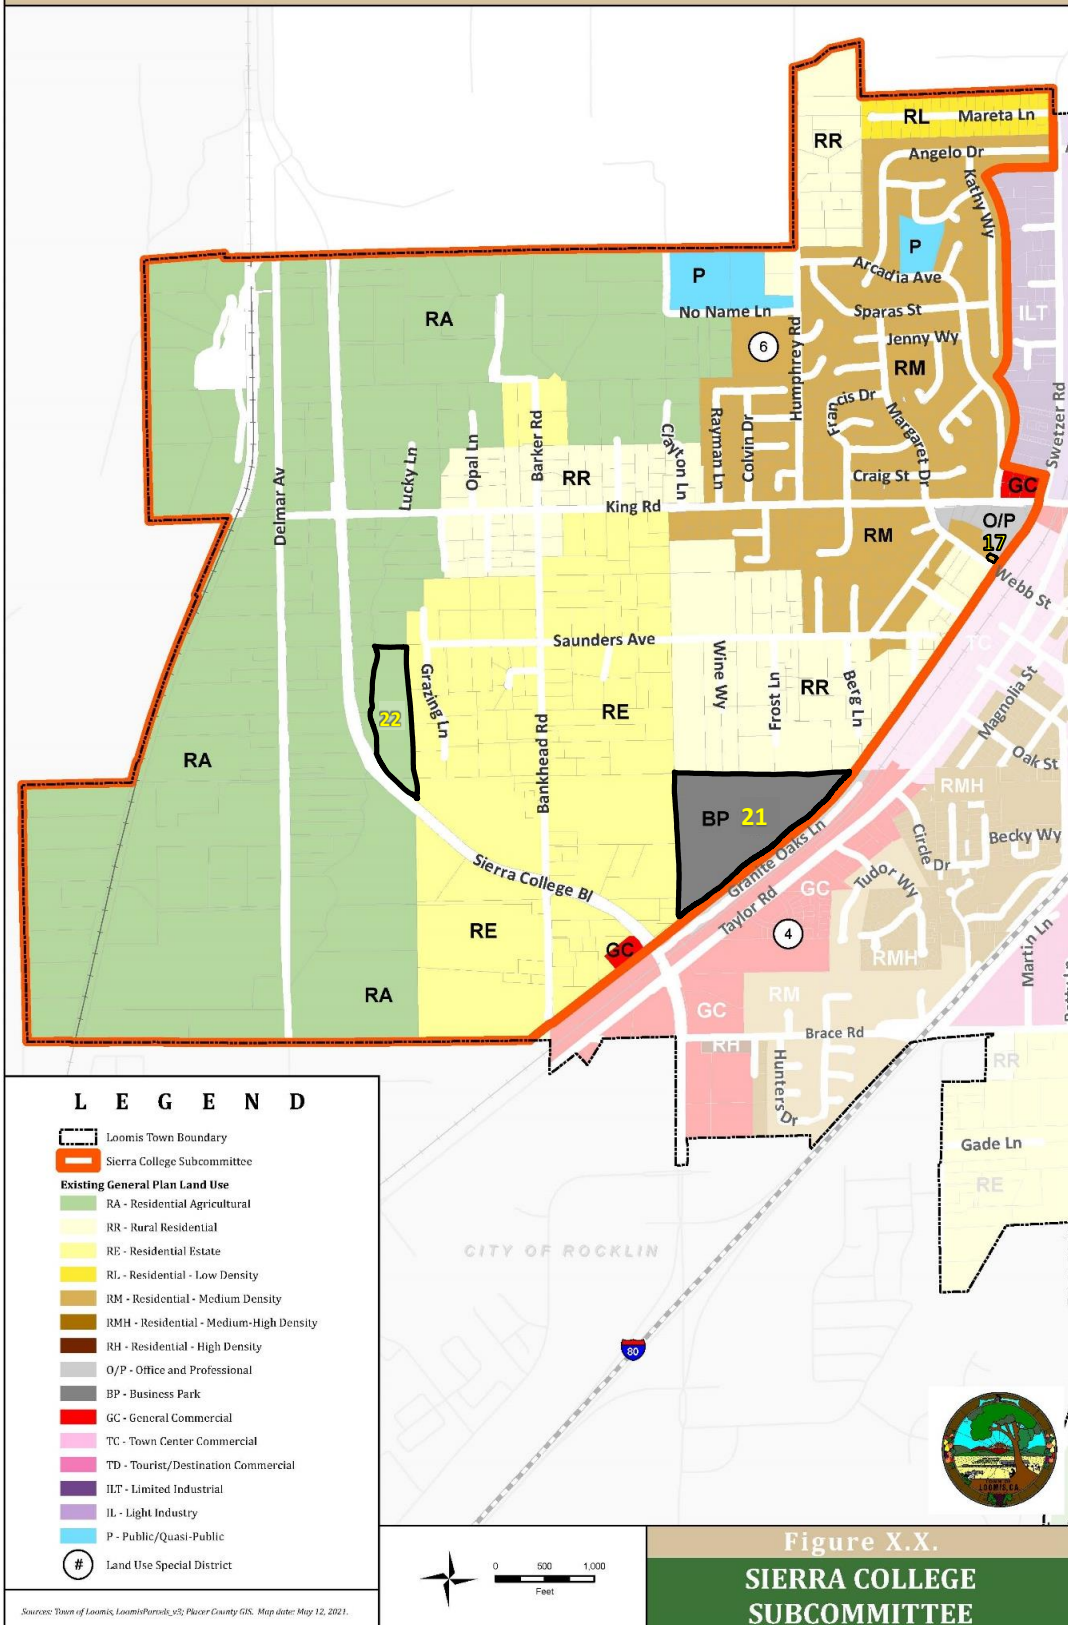 RL
Mareta Ln
RR
Angelo Dr
Kathy Wy
P
Arcadia Ave
P
RA
No Name Ln
Sparas St
ILT
6
Jenny Wy
Humphrey Rd
RM
Swetzer Rd
Francis Dr
Margaret Dr
Barker Rd
Rayman Ln
Colvin Dr
Clayton Ln
Opal Ln
Lucky Ln
Delmar Av
RR
Craig St
GC
King Rd
O/P
17
RM
Webb St
Saunders Ave
TC
Wine Wy
Frost Ln
Berg Ln
RR
Grazing Ln
Magnolia St
22
RE
Oak St
RA
Bankhead Rd
RMH
BP 21
Granite Oaks Ln
Circle Dr
Becky Wy
Sierra College Bl
Taylor Rd
GC
Tudor Wy
RE
4
GC
RMH
Martin Ln
RA
RM
GC
Brace Rd
RH
RR
Hunters Dr
Gade Ln
RE
CITY OF ROCKLIN
80
LEGEND
Loomis Town Boundary
Sierra College Subcommittee
Existing General Plan Land Use
RA - Residential Agricultural
RR - Rural Residential
RE - Residential Estate
RL - Residential - Low Density
RM - Residential - Medium Density
RMH - Residential - Medium-High Density
RH - Residential - High Density
O/P - Office and Professional
BP - Business Park
GC - General Commercial
TC - Town Center Commercial
TD - Tourist/Destination Commercial
ILT - Limited Industrial
IL - Light Industry
P - Public/Quasi-Public
# Land Use Special District
Sources: Town of Loomis, LoomisParcels_v3; Placer County GIS. Map date: May 12, 2021.
0 500 1,000
Feet
LOOMIS, CA
Figure X.X.
SIERRA COLLEGE
SUBCOMMITTEE